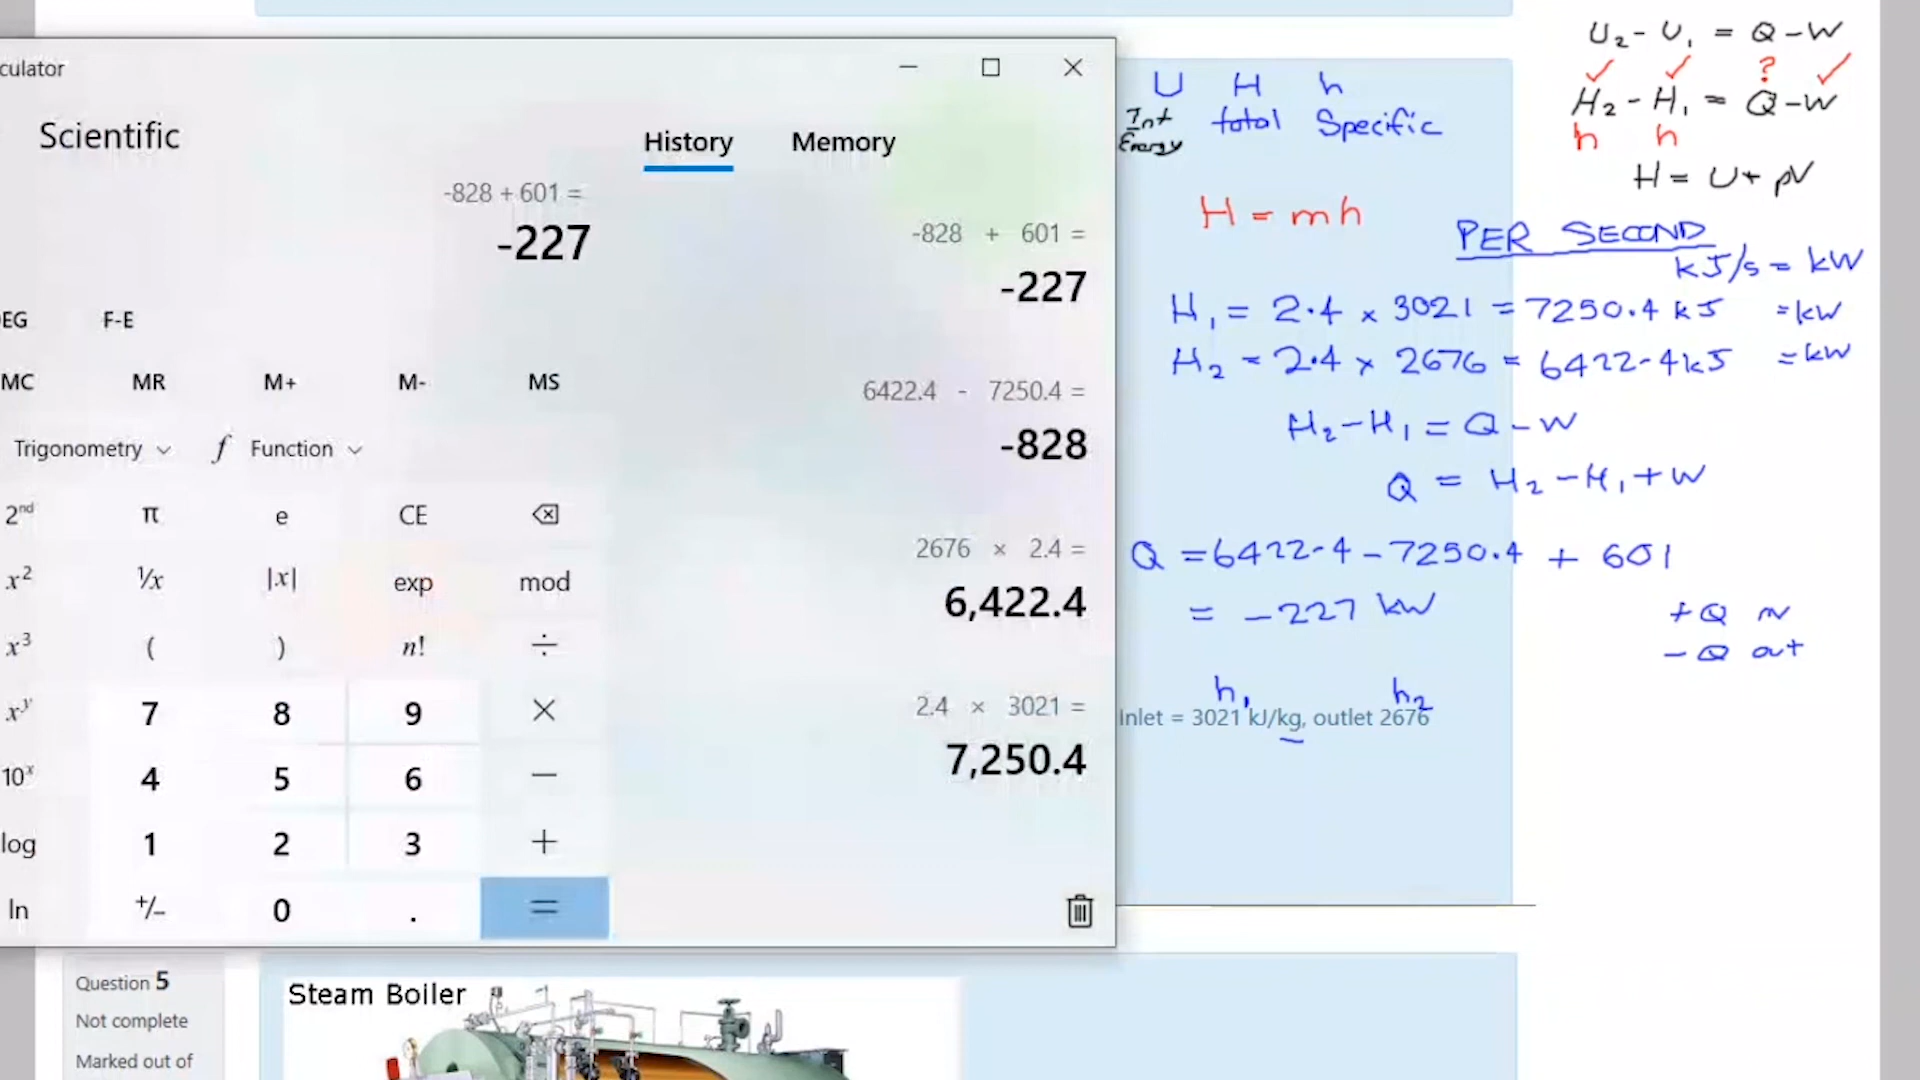 culator
Scientific
History
Memory
-828 + 601 =
-227
EG
F-E
MC
MR
M+
M-
MS
Trigonometry
f Function
2nd
π
e
CE
x²
¹/x
|x|
exp
mod
x³
(
)
n!
÷
xʸ
7
8
9
×
10ˣ
4
5
6
−
log
1
2
3
+
ln
+/−
0
.
=
-828 + 601 =
-227
6422.4 - 7250.4 =
-828
2676 × 2.4 =
6,422.4
2.4 × 3021 =
7,250.4
U H h
Int Energy total Specific
H = mh
U₂ - U₁ = Q - W
✓ ✓ ? ✓
H₂ - H₁ = Q - W
h h
H = U + pV
PER SECOND
kJ/s = kW
H₁ = 2.4 × 3021 = 7250.4 kJ = kW
H₂ = 2.4 × 2676 = 6422.4 kJ = kW
H₂ - H₁ = Q - W
Q = H₂ - H₁ + W
Q = 6422.4 - 7250.4 + 601
= -227 kW
+ Q in
- Q out
h₁ h₂
Inlet = 3021 kJ/kg, outlet 2676
Question 5
Not complete
Marked out of
Steam Boiler